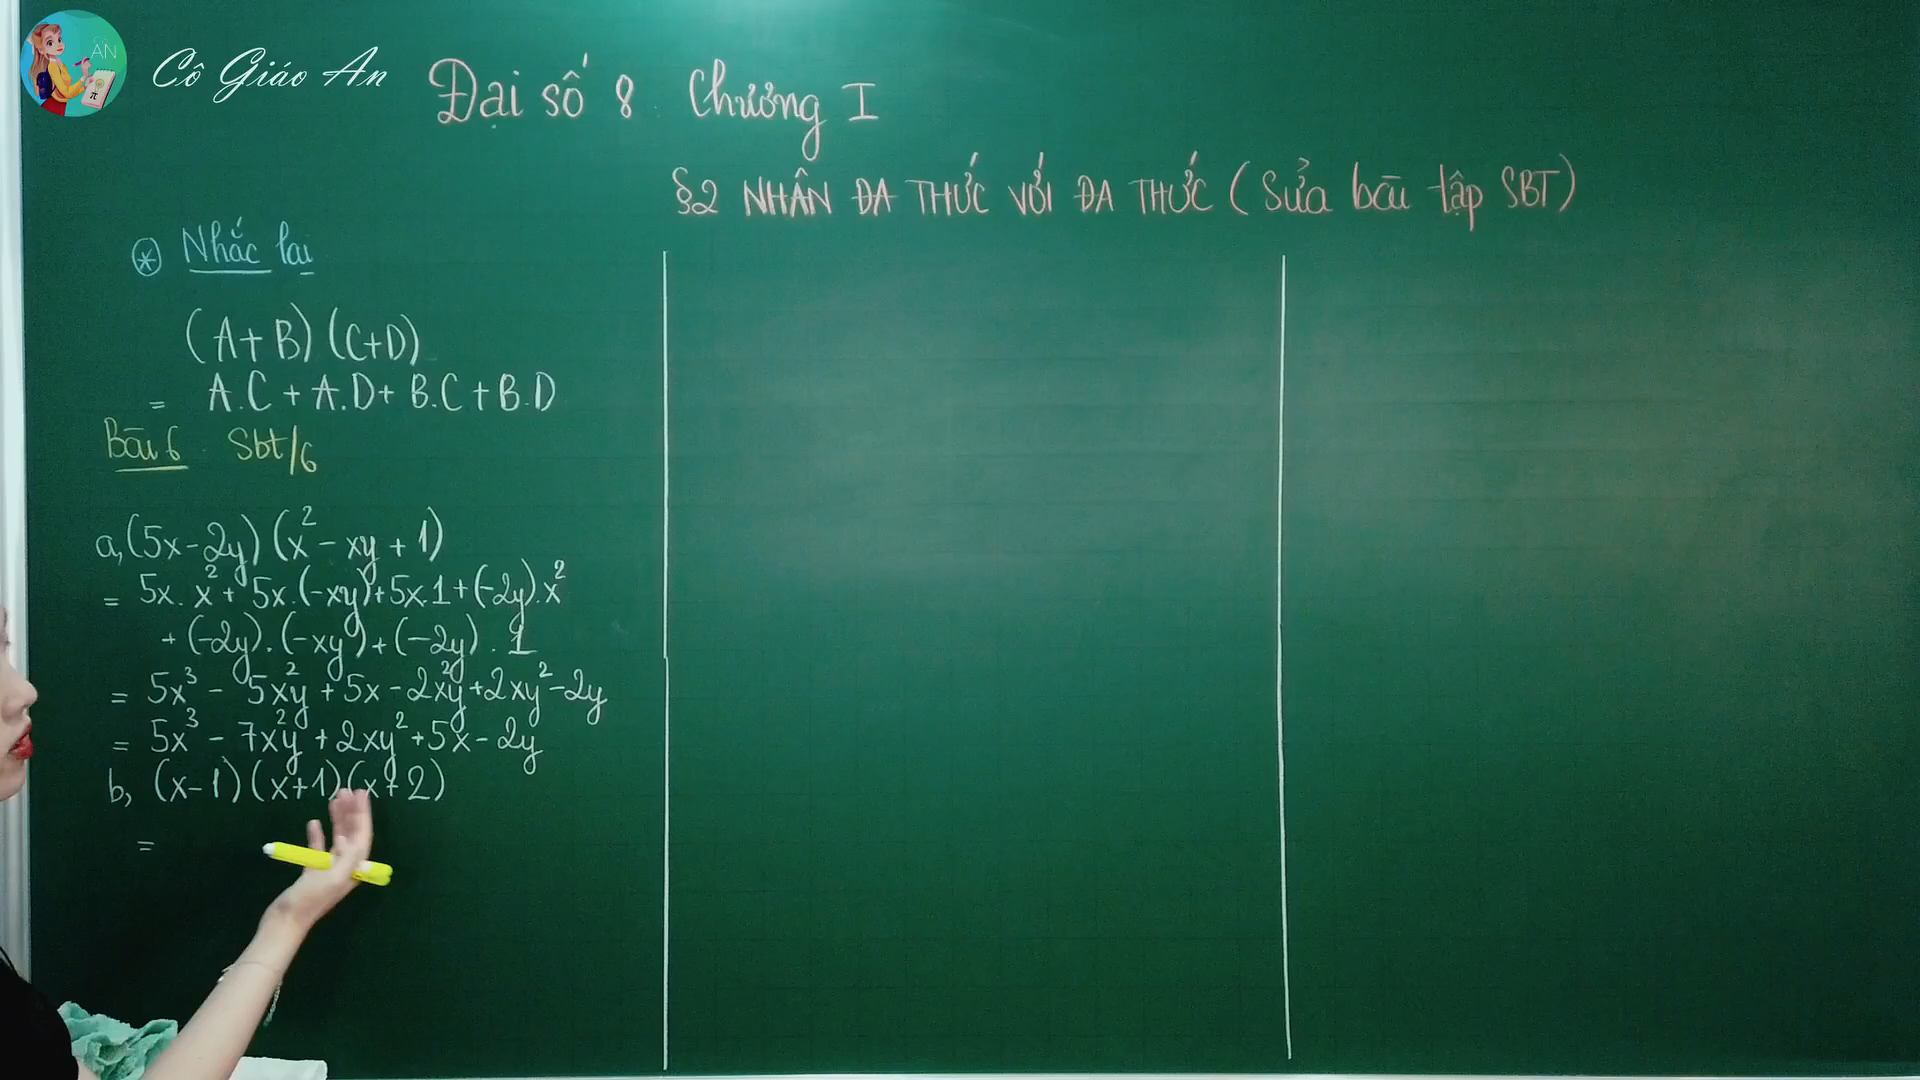 AN
Cô Giáo An
Đại số 8 Chương I
§2 NHÂN ĐA THỨC VỚI ĐA THỨC (Sửa bài tập SBT)
⊛ Nhắc lại
(A+B)(C+D)
= A.C + A.D + B.C + B.D
Bài 6 Sbt/6
a, (5x-2y)(x² - xy + 1)
= 5x.x² + 5x.(-xy)+5x.1+(-2y).x²
+ (-2y).(-xy)+(-2y).1
= 5x³ - 5x²y + 5x - 2x²y + 2xy² - 2y
= 5x³ - 7x²y + 2xy² + 5x - 2y
b, (x-1)(x+1)(x+2)
=